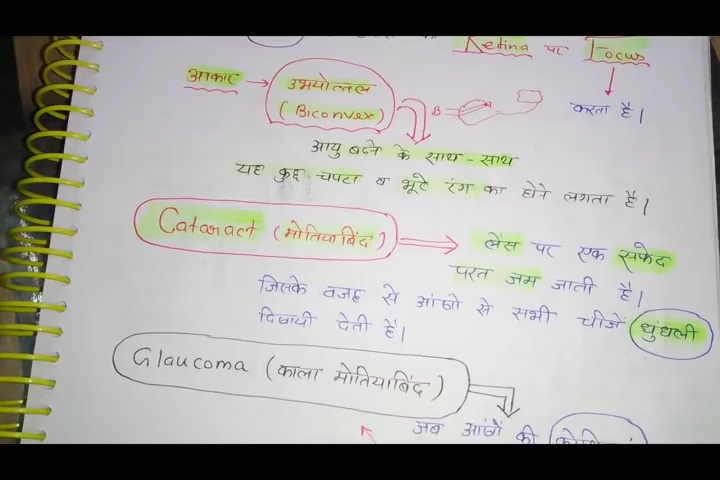 Retina पर Focus
आकार → उभयोत्तल
(Biconvex)
B
करता है।
आयु बढ़ने के साथ-साथ
यह कुछ चपटा व भूरे रंग का होने लगता है।
Cataract (मोतियाबिंद) → लेंस पर एक सफेद
परत जम जाती है।
जिसके वजह से आंखो से सभी चीजें धुंधली
दिखायी देती हैं।
Glaucoma (काला मोतियाबिंद)
जब आंखों की